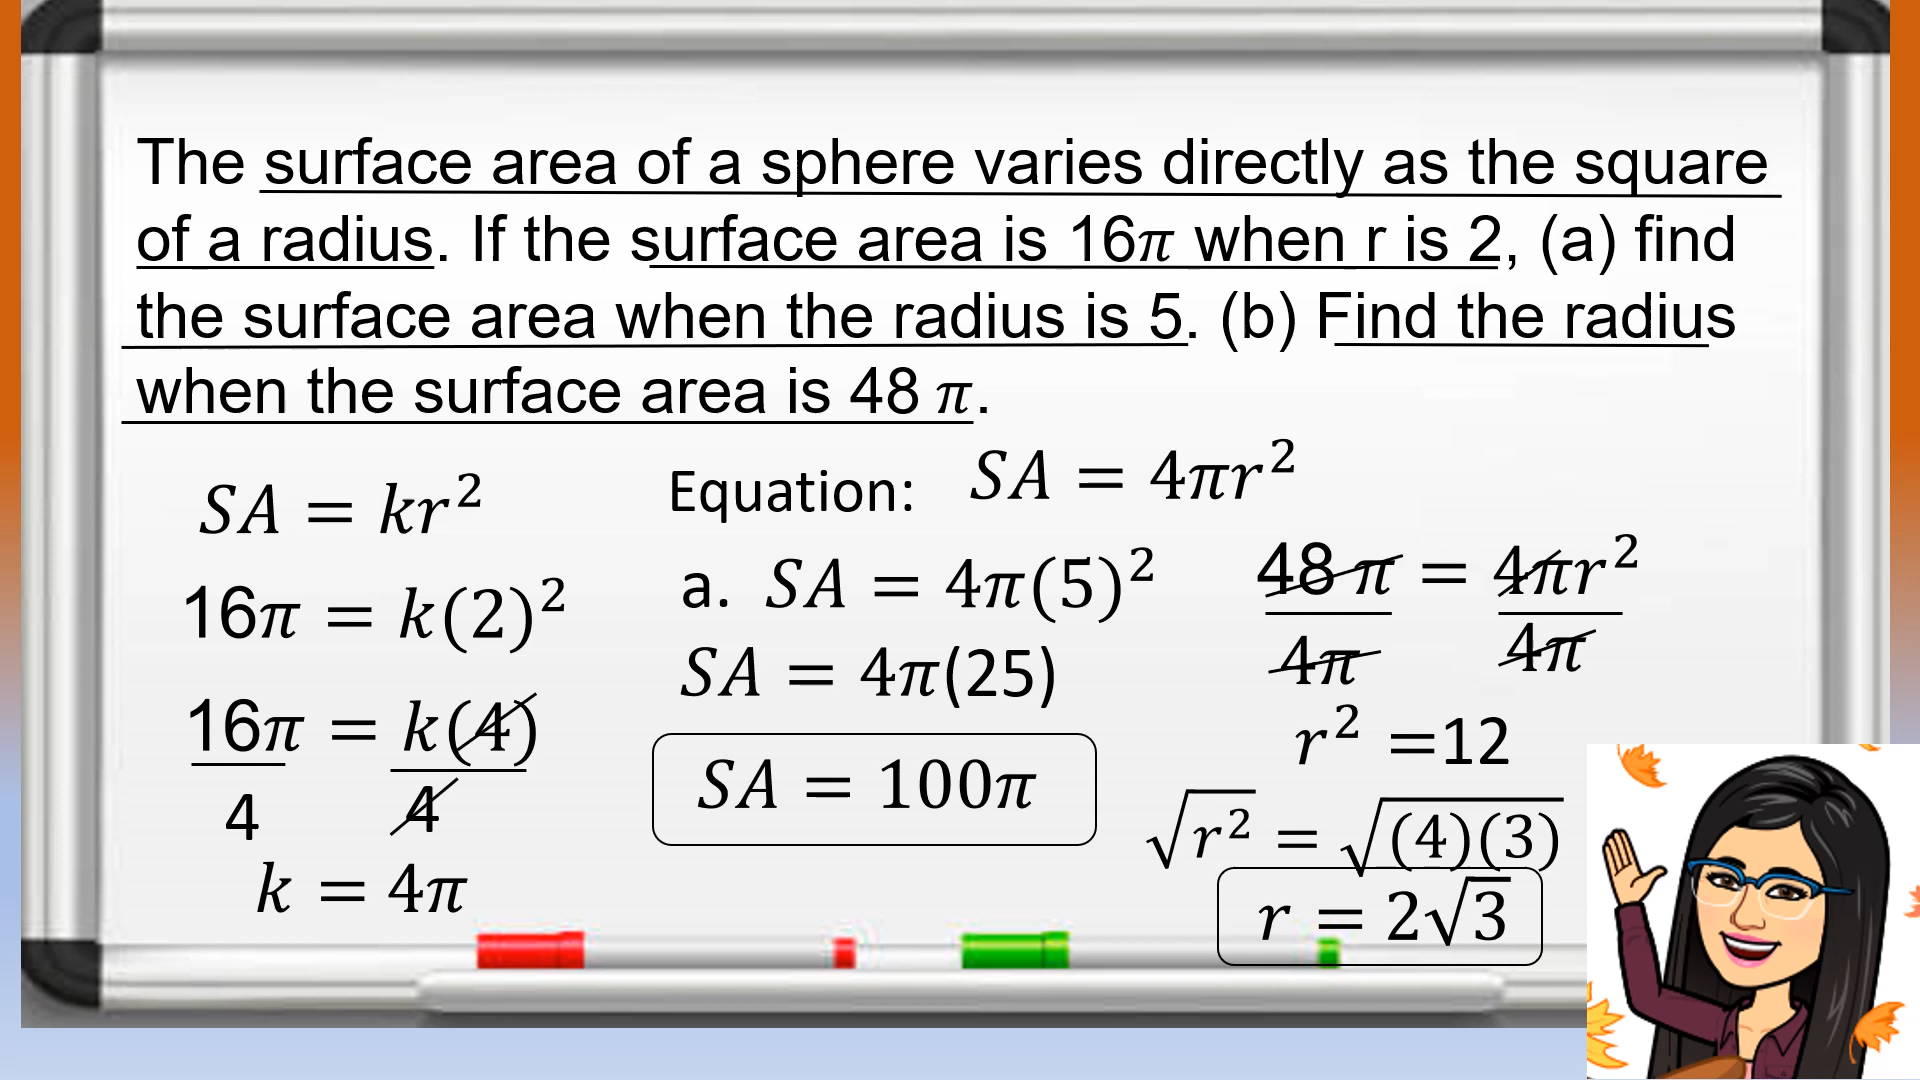 The surface area of a sphere varies directly as the square
of a radius. If the surface area is 16𝜋 when r is 2, (a) find
the surface area when the radius is 5. (b) Find the radius
when the surface area is 48 𝜋.
𝑆𝐴 = 𝑘𝑟²
16𝜋 = 𝑘(2)²
16𝜋 = 𝑘(4)
4 4
𝑘 = 4𝜋
Equation: 𝑆𝐴 = 4𝜋𝑟²
a. 𝑆𝐴 = 4𝜋(5)²
𝑆𝐴 = 4𝜋(25)
𝑆𝐴 = 100𝜋
48 𝜋 = 4𝜋𝑟²
4𝜋 4𝜋
𝑟² =12
√𝑟² = √(4)(3)
𝑟 = 2√3